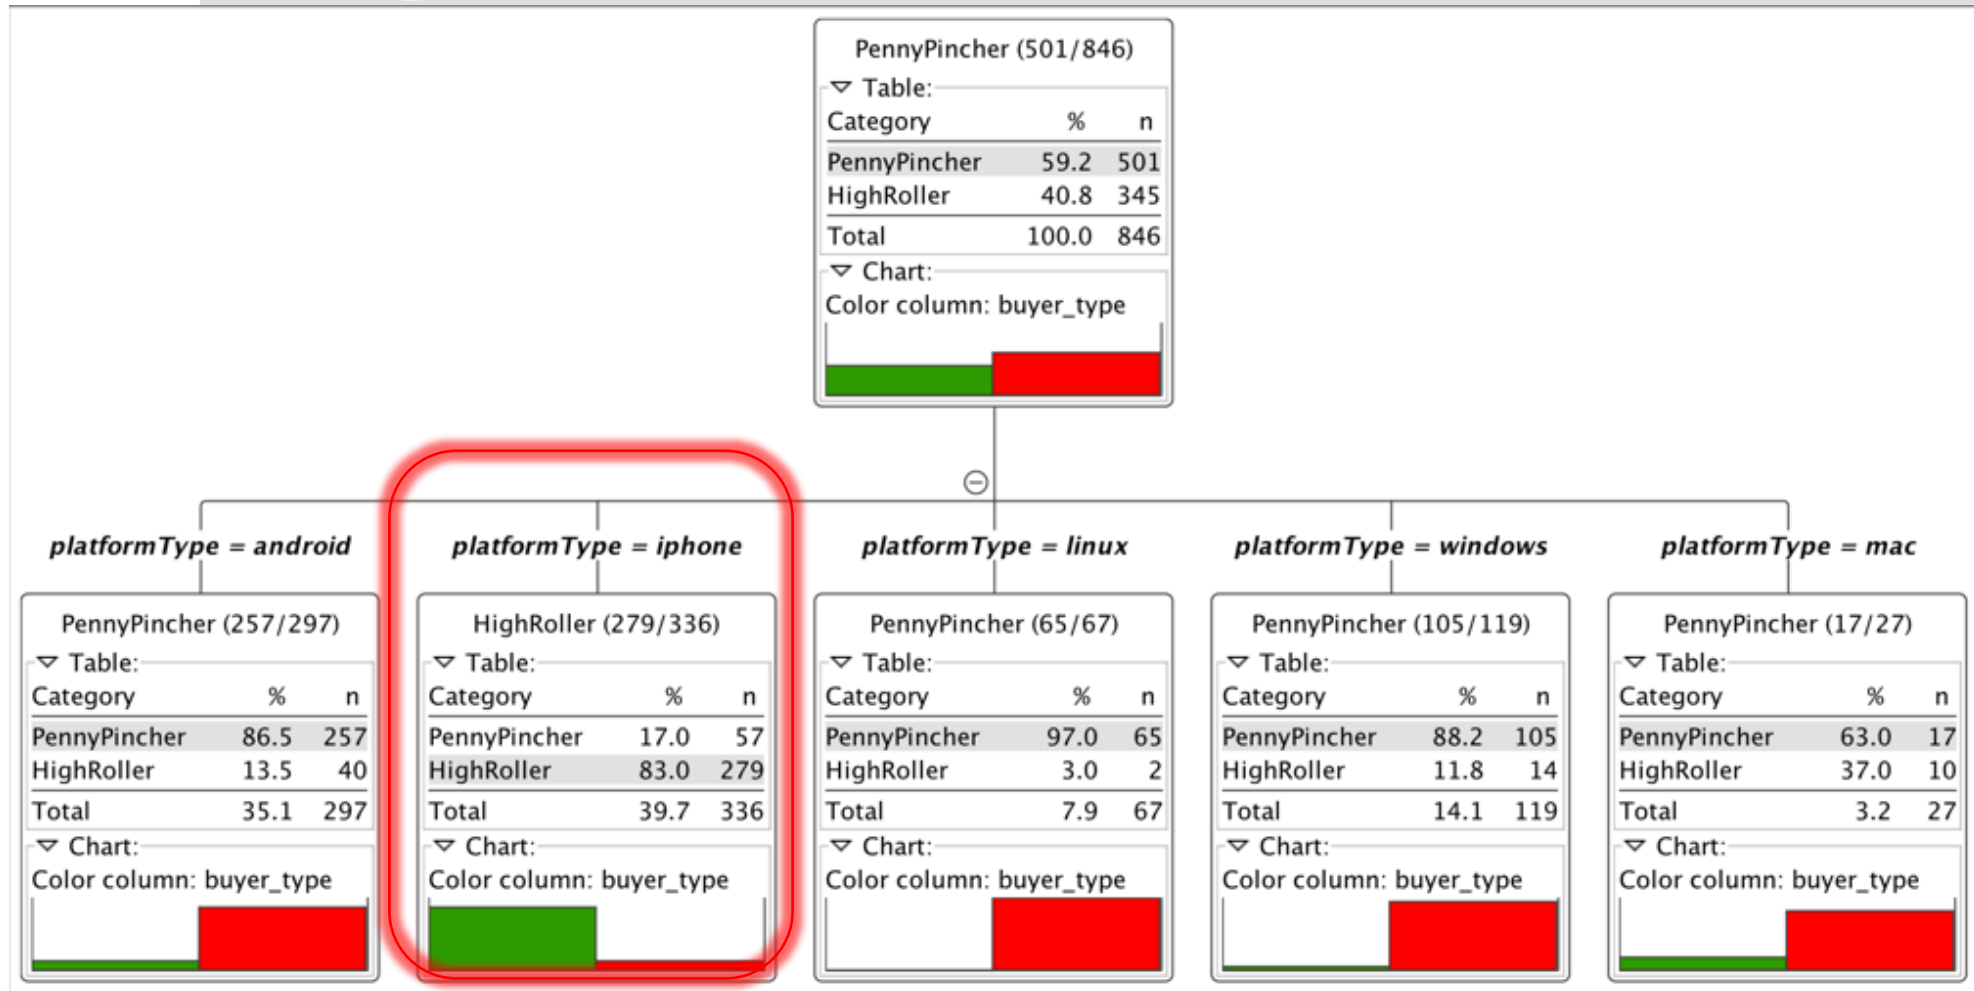 PennyPincher (501/846)
Table:
Category % n
PennyPincher 59.2 501
HighRoller 40.8 345
Total 100.0 846
Chart:
Color column: buyer_type
platformType = android
PennyPincher (257/297)
Table:
Category % n
PennyPincher 86.5 257
HighRoller 13.5 40
Total 35.1 297
Chart:
Color column: buyer_type
platformType = iphone
HighRoller (279/336)
Table:
Category % n
PennyPincher 17.0 57
HighRoller 83.0 279
Total 39.7 336
Chart:
Color column: buyer_type
platformType = linux
PennyPincher (65/67)
Table:
Category % n
PennyPincher 97.0 65
HighRoller 3.0 2
Total 7.9 67
Chart:
Color column: buyer_type
platformType = windows
PennyPincher (105/119)
Table:
Category % n
PennyPincher 88.2 105
HighRoller 11.8 14
Total 14.1 119
Chart:
Color column: buyer_type
platformType = mac
PennyPincher (17/27)
Table:
Category % n
PennyPincher 63.0 17
HighRoller 37.0 10
Total 3.2 27
Chart:
Color column: buyer_type